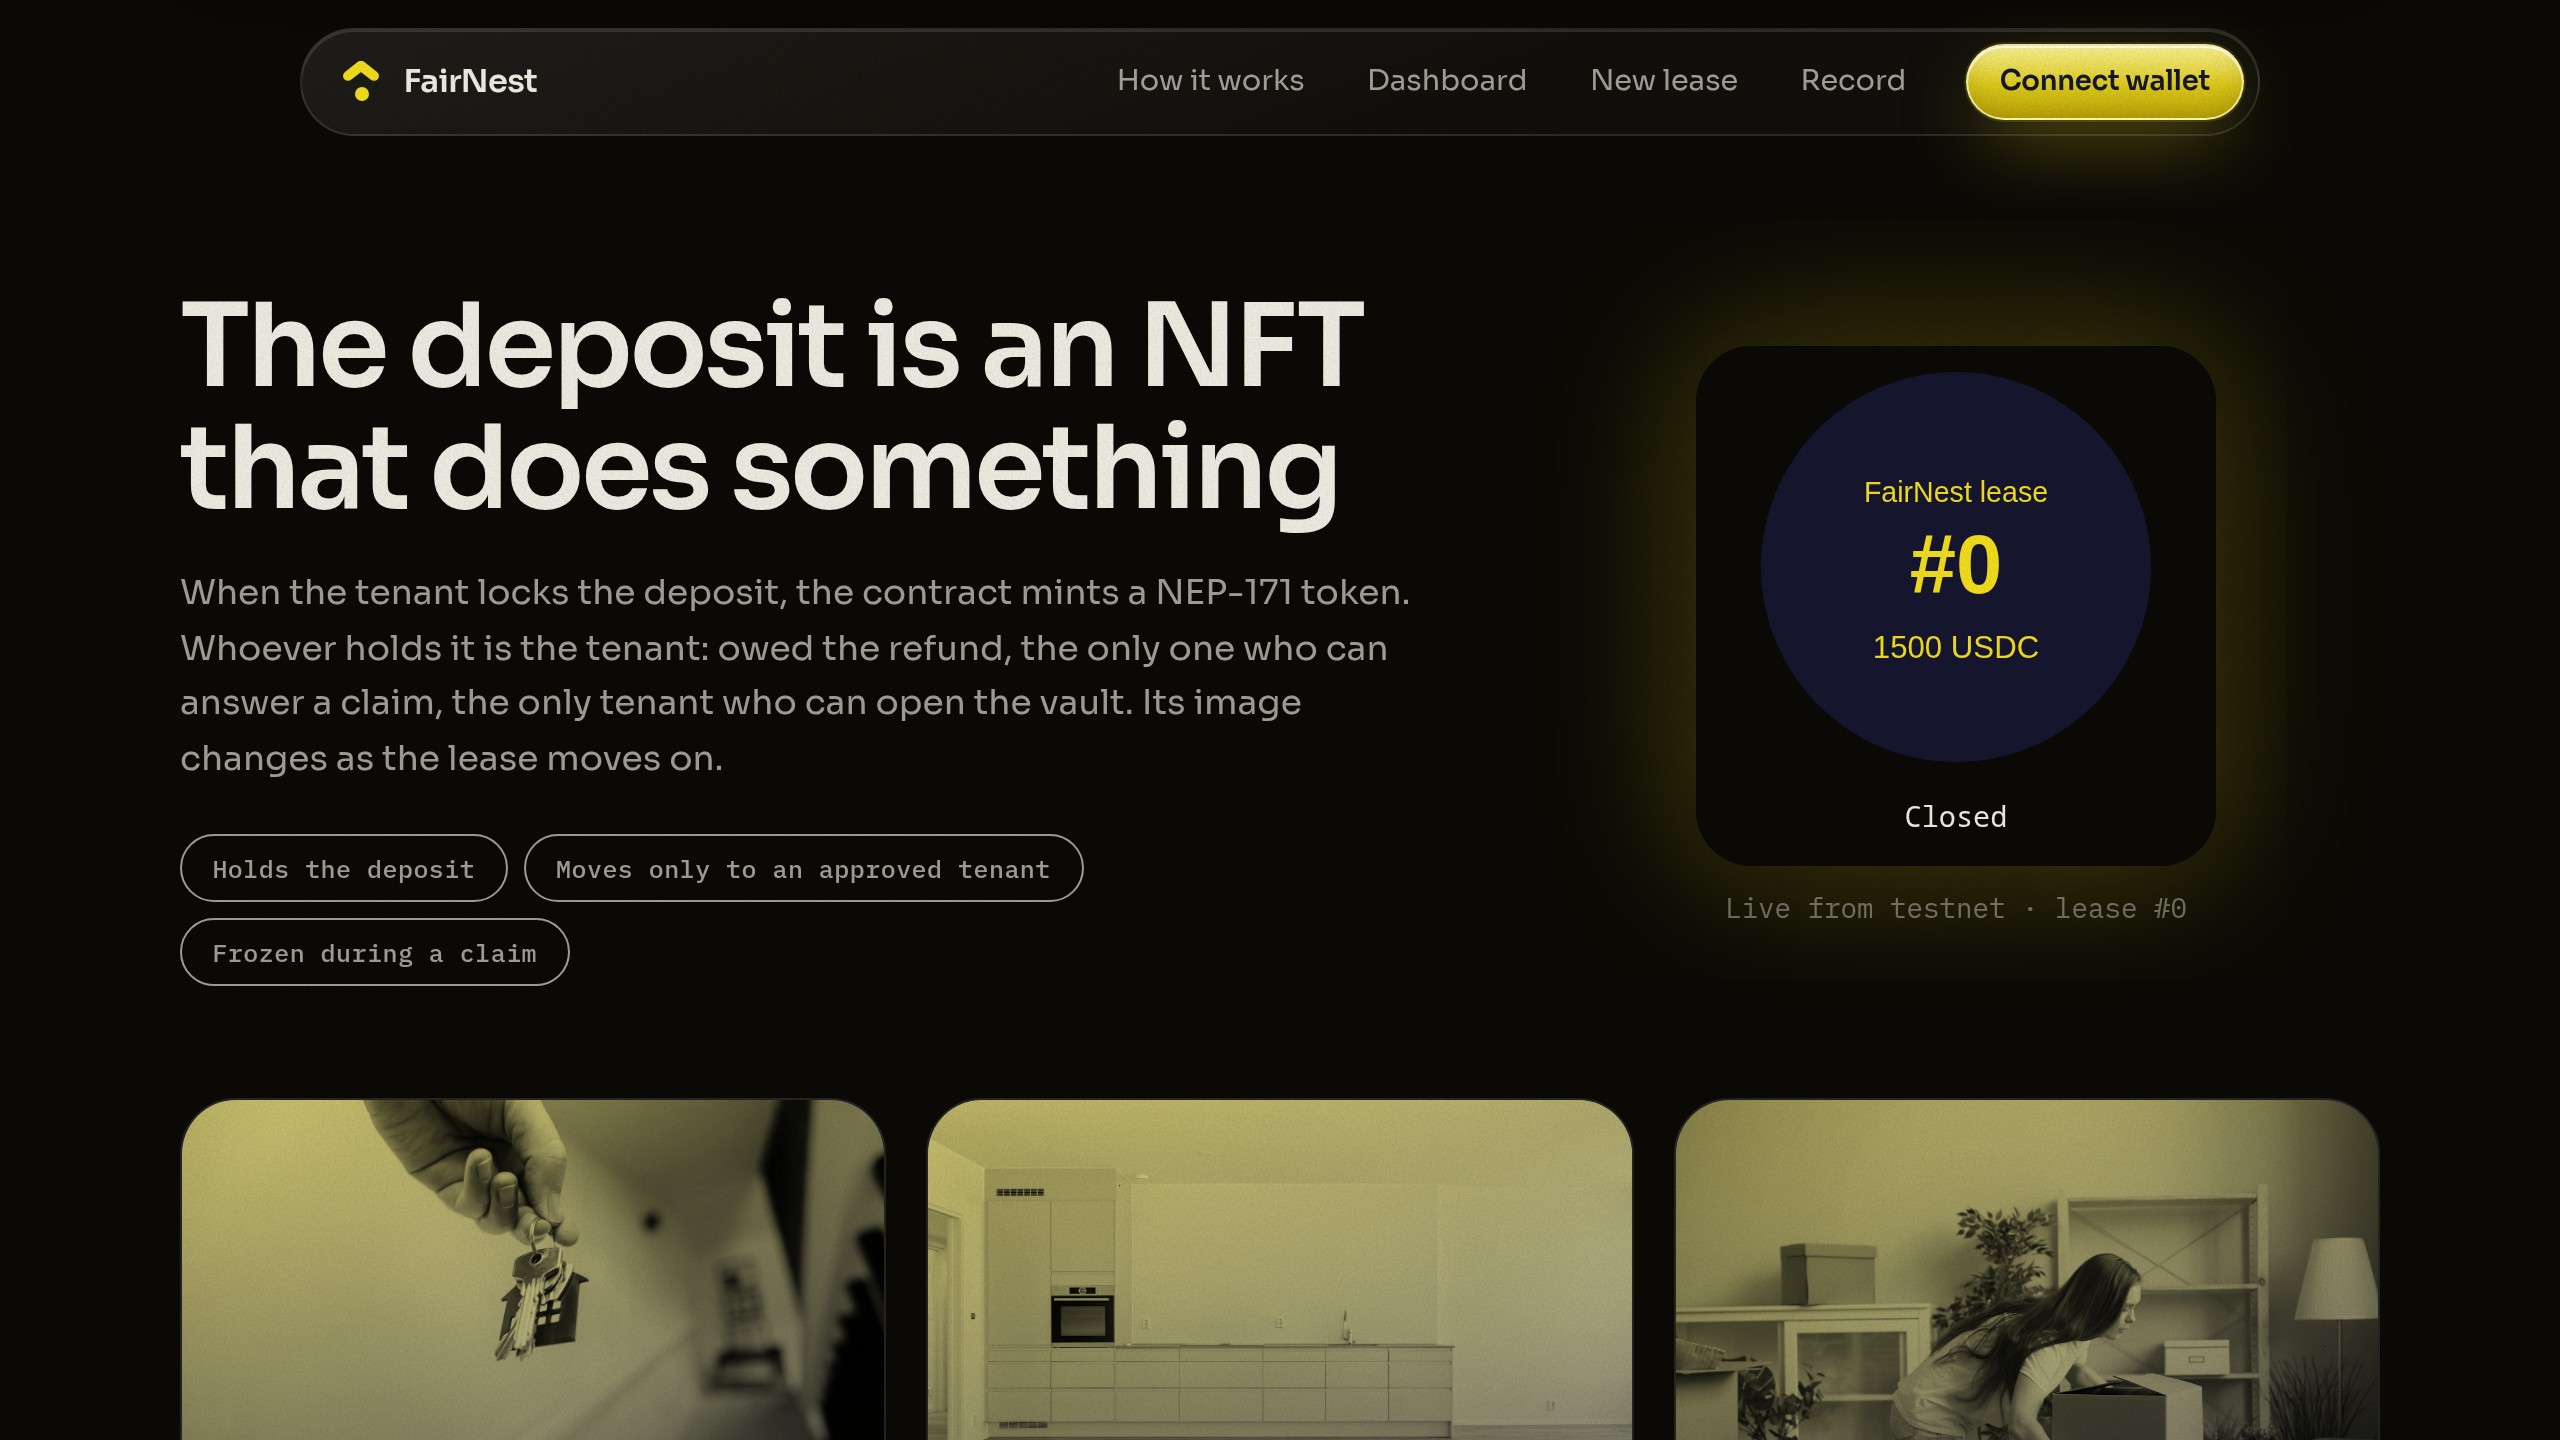 FairNest
How it works
Dashboard
New lease
Record
Connect wallet
The deposit is an NFT
that does something
When the tenant locks the deposit, the contract mints a NEP-171 token.
Whoever holds it is the tenant: owed the refund, the only one who can
answer a claim, the only tenant who can open the vault. Its image
changes as the lease moves on.
Holds the deposit
Moves only to an approved tenant
Frozen during a claim
FairNest lease
#0
1500 USDC
Closed
Live from testnet · lease #0